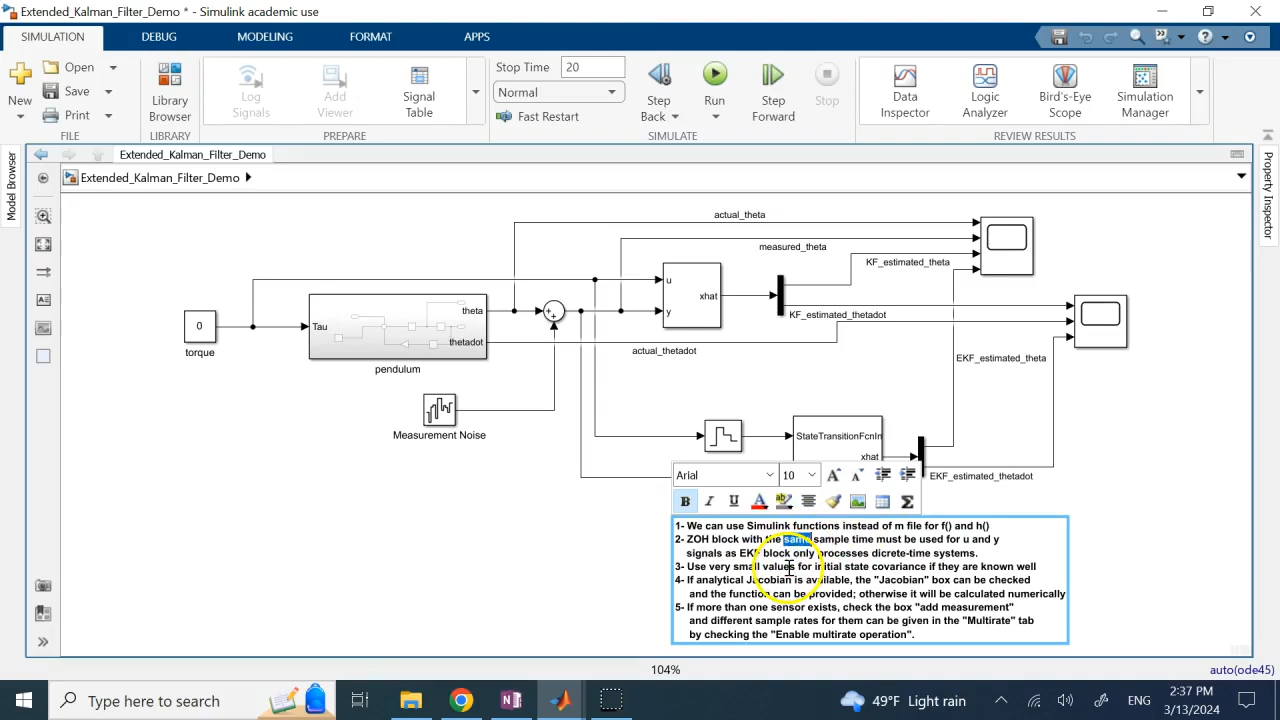 Extended_Kalman_Filter_Demo * - Simulink academic use
SIMULATION DEBUG MODELING FORMAT APPS
New
Open
Save
Print
FILE
Library
Browser
LIBRARY
Log
Signals
Add
Viewer
Signal
Table
PREPARE
Stop Time 20
Normal
Fast Restart
Step
Back
Run
Step
Forward
Stop
SIMULATE
Data
Inspector
Logic
Analyzer
Bird's-Eye
Scope
Simulation
Manager
REVIEW RESULTS
Model Browser
Property Inspector
Extended_Kalman_Filter_Demo
Extended_Kalman_Filter_Demo
actual_theta
measured_theta
KF_estimated_theta
u
xhat
y
0
torque
Tau
theta
thetadot
pendulum
KF_estimated_thetadot
actual_thetadot
EKF_estimated_theta
Measurement Noise
StateTransitionFcnIn
xhat
EKF_estimated_thetadot
Arial 10
B I U A ab A A Σ
1- We can use Simulink functions instead of m file for f() and h()
2- ZOH block with the same sample time must be used for u and y
signals as EKF block only processes dicrete-time systems.
3- Use very small values for initial state covariance if they are known well
4- If analytical Jacobian is available, the "Jacobian" box can be checked
and the function can be provided; otherwise it will be calculated numerically
5- If more than one sensor exists, check the box "add measurement"
and different sample rates for them can be given in the "Multirate" tab
by checking the "Enable multirate operation".
104%
auto(ode45)
Type here to search
49°F Light rain
ENG
2:37 PM
3/13/2024